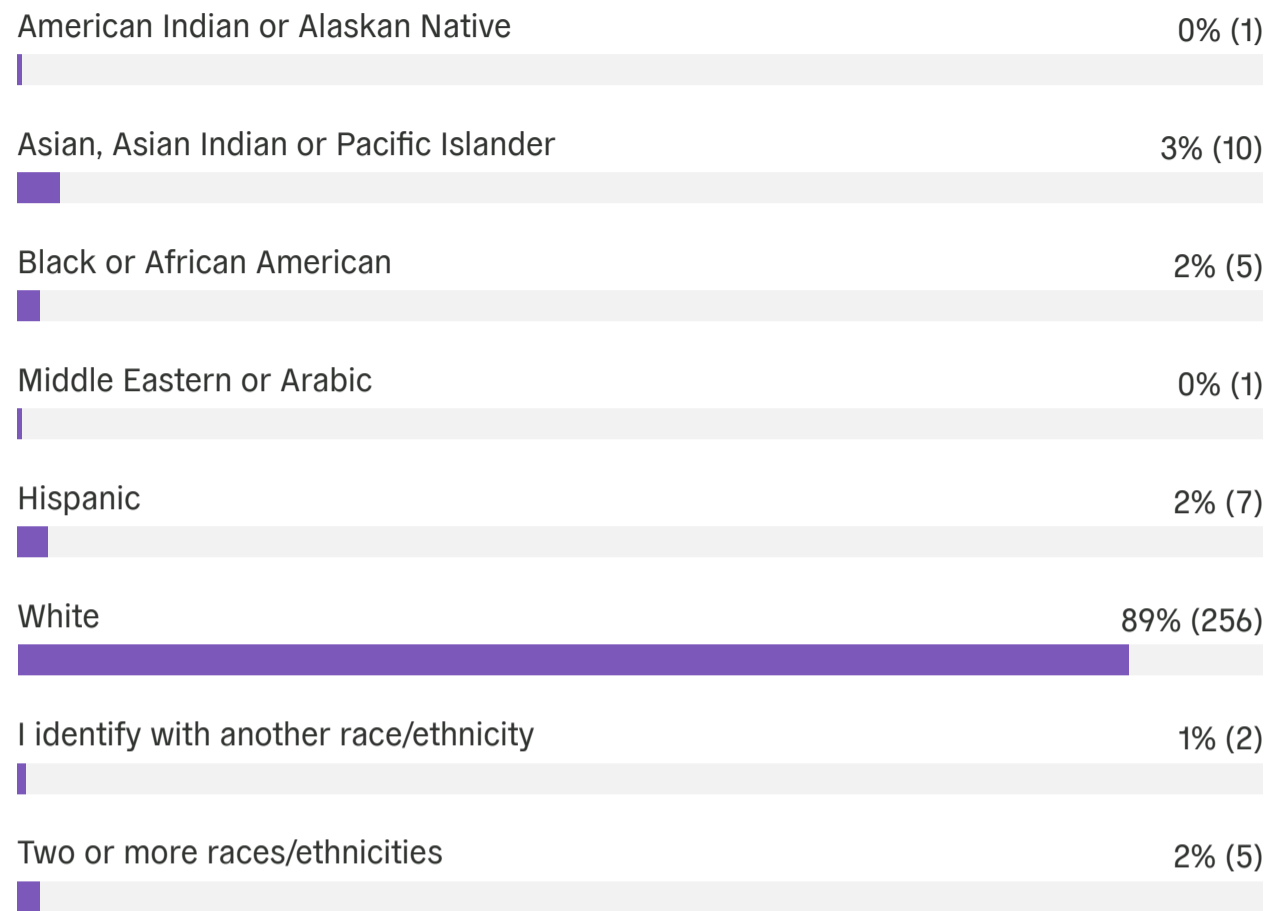 American Indian or Alaskan Native 0% (1)
Asian, Asian Indian or Pacific Islander 3% (10)
Black or African American 2% (5)
Middle Eastern or Arabic 0% (1)
Hispanic 2% (7)
White 89% (256)
I identify with another race/ethnicity 1% (2)
Two or more races/ethnicities 2% (5)